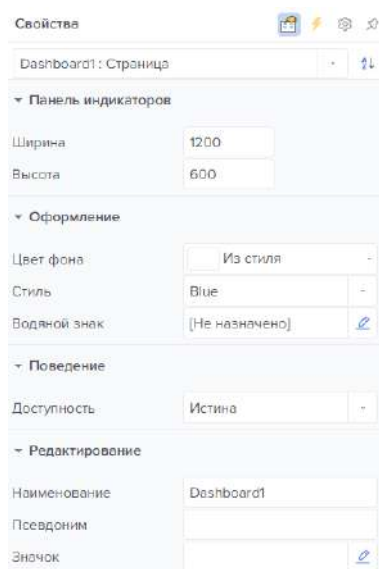 Свойства
Dashboard1 : Страница
Панель индикаторов
Ширина 1200
Высота 600
Оформление
Цвет фона Из стиля
Стиль Blue
Водяной знак [Не назначено]
Поведение
Доступность Истина
Редактирование
Наименование Dashboard1
Псевдоним
Значок